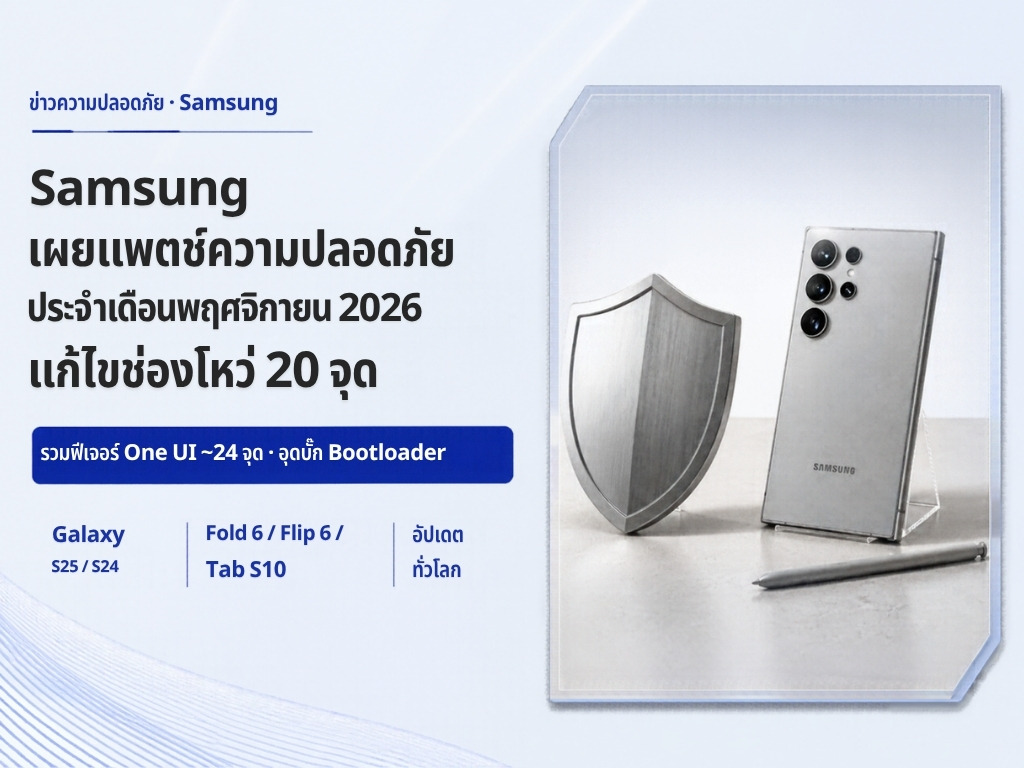 ข่าวความปลอดภัย · Samsung
Samsung
เผยแพตช์ความปลอดภัย
ประจำเดือนพฤศจิกายน 2026
แก้ไขช่องโหว่ 20 จุด
รวมฟีเจอร์ One UI ~24 จุด · อุดบั๊ก Bootloader
Galaxy
S25 / S24
Fold 6 / Flip 6 /
Tab S10
อัปเดต
ทั่วโลก
SAMSUNG